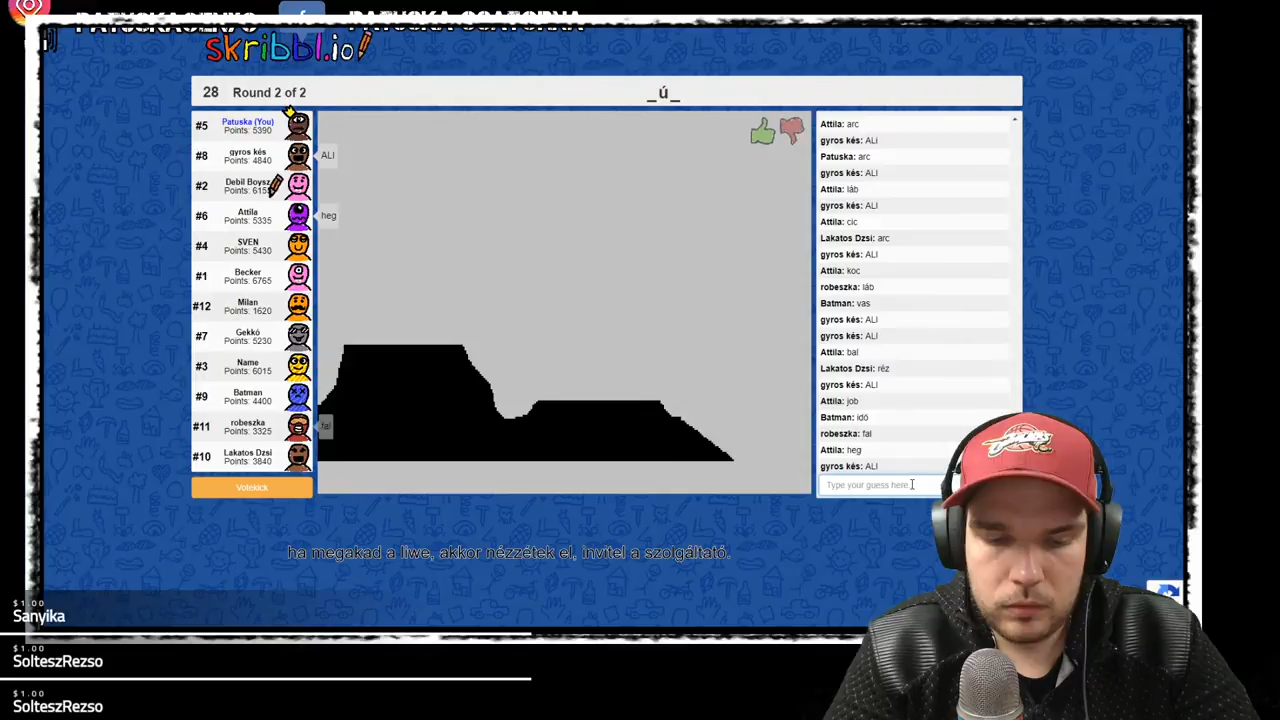 PATUSKA CSATORNA
skribbl.io
28 Round 2 of 2 _ú_
#5 Patuska (You) Points: 5390
#8 gyros kés Points: 4840
ALI
#2 Debil Boysz
#6 Attila Points: 5335
heg
#4 SVEN Points: 5430
#1 Becker Points: 6765
#12 Milan Points: 1620
#7 Gekkó Points: 5230
#3 Name Points: 6015
#9 Batman Points: 4400
#11 robeszka Points: 3325
fal
#10 Lakatos Dzsi Points: 3840
Votekick
Attila: arc
gyros kés: ALI
Patuska: arc
gyros kés: ALI
Attila: láb
gyros kés: ALI
Attila: cic
Lakatos Dzsi: arc
gyros kés: ALI
Attila: koc
robeszka: láb
Batman: vas
gyros kés: ALI
gyros kés: ALI
Attila: bal
Lakatos Dzsi: réz
gyros kés: ALI
Attila: job
Batman: idó
robeszka: fal
Attila: heg
gyros kés: ALI
Type your guess here
ha megakad a liwe, akkor nézzétek el, invitel a szolgáltató.
$1.00
Sanyika
$1.00
SolteszRezso
$1.00
SolteszRezso